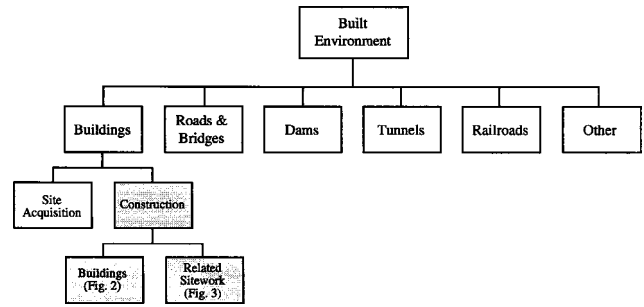 Built
Environment
Buildings
Roads &
Bridges
Dams
Tunnels
Railroads
Other
Site
Acquisition
Construction
Buildings
(Fig. 2)
Related
Sitework
(Fig. 3)